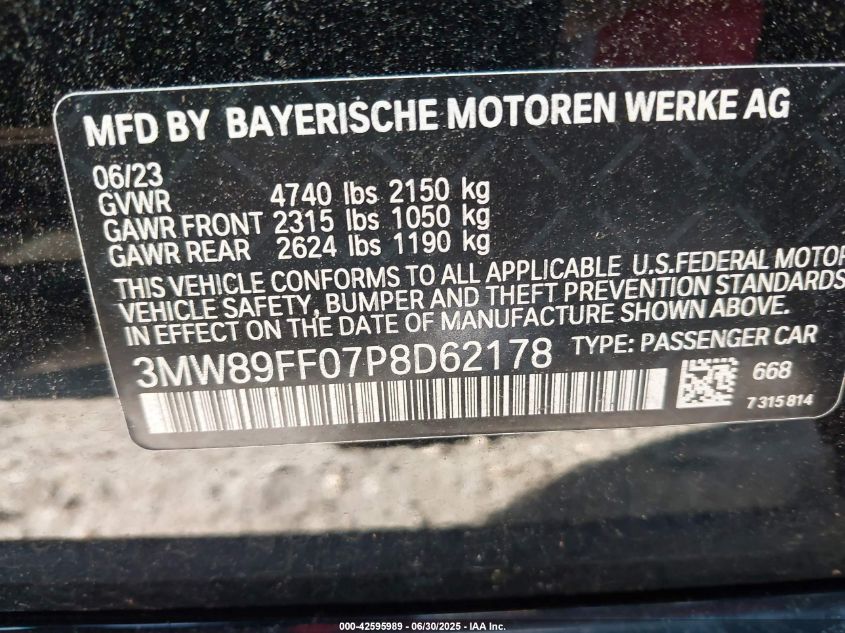 MFD BY BAYERISCHE MOTOREN WERKE AG
06/23
GVWR 4740 lbs 2150 kg
GAWR FRONT 2315 lbs 1050 kg
GAWR REAR 2624 lbs 1190 kg
THIS VEHICLE CONFORMS TO ALL APPLICABLE U.S.FEDERAL MOTOR
VEHICLE SAFETY, BUMPER AND THEFT PREVENTION STANDARDS
IN EFFECT ON THE DATE OF MANUFACTURE SHOWN ABOVE.
3MW89FF07P8D62178 TYPE: PASSENGER CAR
668
7315814
000-42595989 - 06/30/2025 - IAA Inc.